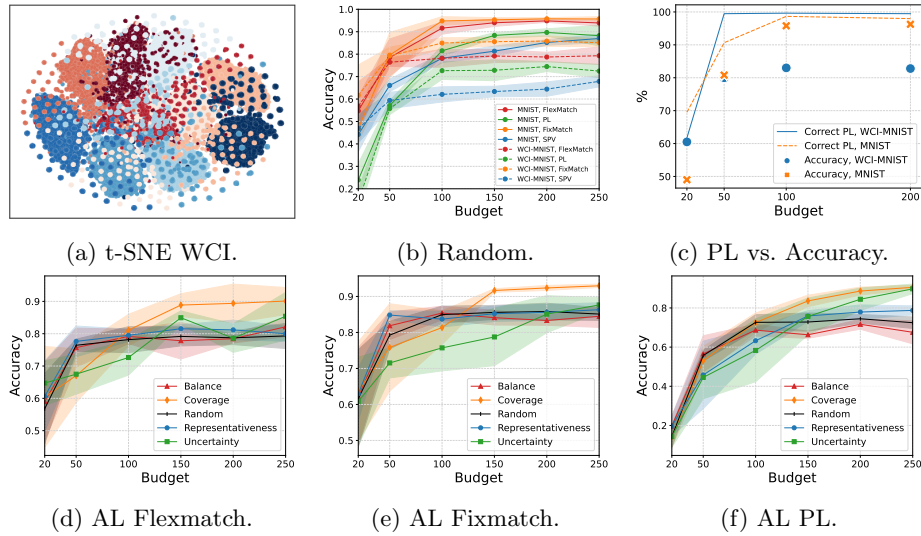 (a) t-SNE WCI.
Accuracy
1.0
0.9
0.8
0.7
0.6
0.5
0.4
0.3
0.2
20 50 100 150 200 250
Budget
MNIST, FlexMatch
MNIST, PL
MNIST, FixMatch
MNIST, SPV
WCI-MNIST, FlexMatch
WCI-MNIST, PL
WCI-MNIST, FixMatch
WCI-MNIST, SPV
(b) Random.
%
100
90
80
70
60
50
20 50 100 200
Budget
Correct PL, WCI-MNIST
Correct PL, MNIST
Accuracy, WCI-MNIST
Accuracy, MNIST
(c) PL vs. Accuracy.
Accuracy
0.9
0.8
0.7
0.6
0.5
20 50 100 150 200 250
Budget
Balance
Coverage
Random
Representativeness
Uncertainty
(d) AL Flexmatch.
Accuracy
0.9
0.8
0.7
0.6
0.5
20 50 100 150 200 250
Budget
Balance
Coverage
Random
Representativeness
Uncertainty
(e) AL Fixmatch.
Accuracy
0.8
0.6
0.4
0.2
20 50 100 150 200 250
Budget
Balance
Coverage
Random
Representativeness
Uncertainty
(f) AL PL.